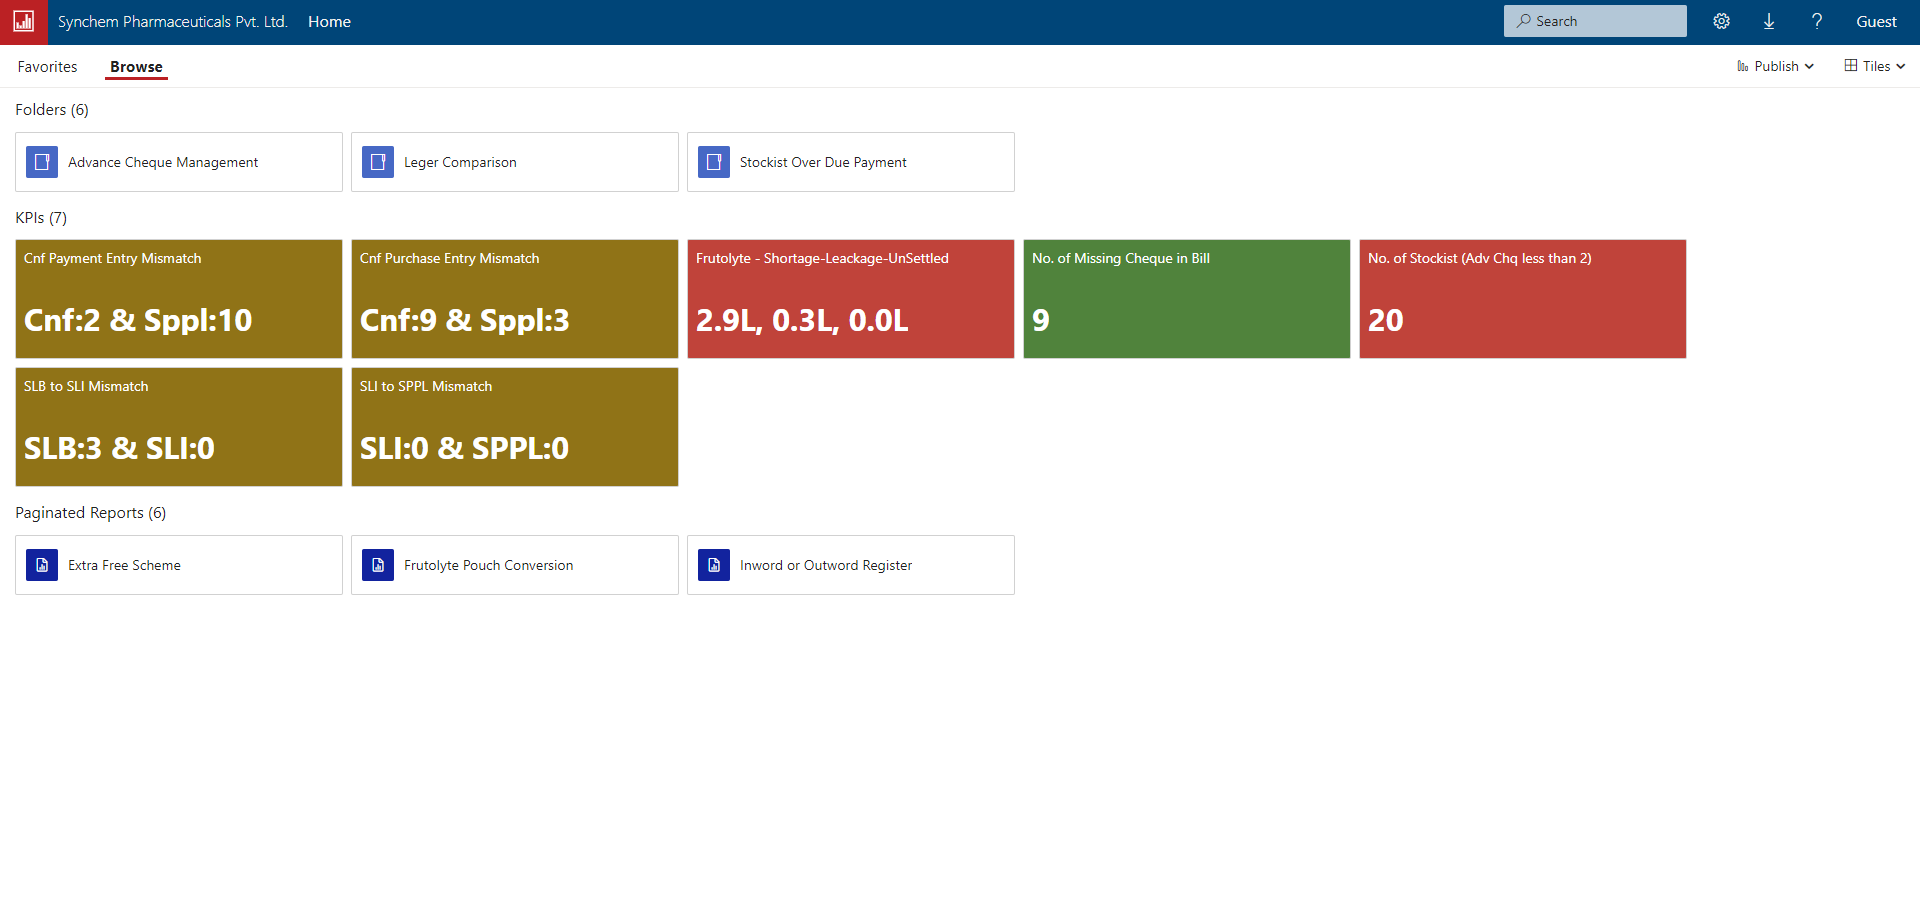 Synchem Pharmaceuticals Pvt. Ltd. Home Search ? Guest
Favorites Browse Publish Tiles
Folders (6)
Advance Cheque Management Leger Comparison Stockist Over Due Payment
KPIs (7)
Cnf Payment Entry Mismatch
Cnf:2 & Sppl:10
Cnf Purchase Entry Mismatch
Cnf:9 & Sppl:3
Frutolyte - Shortage-Leackage-UnSettled
2.9L, 0.3L, 0.0L
No. of Missing Cheque in Bill
9
No. of Stockist (Adv Chq less than 2)
20
SLB to SLI Mismatch
SLB:3 & SLI:0
SLI to SPPL Mismatch
SLI:0 & SPPL:0
Paginated Reports (6)
Extra Free Scheme Frutolyte Pouch Conversion Inword or Outword Register